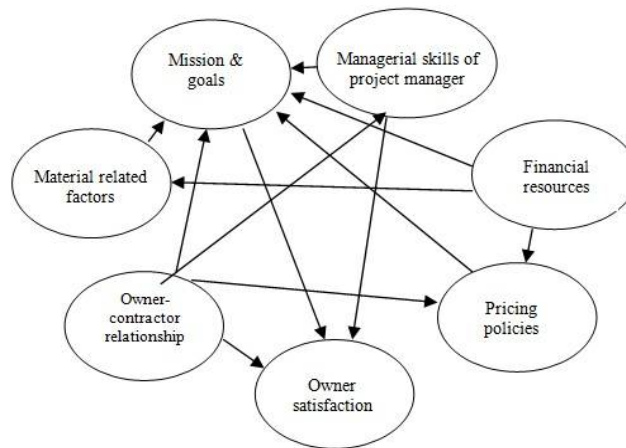 Mission &
goals
Managerial skills of
project manager
Material related
factors
Financial
resources
Owner-
contractor
relationship
Pricing
policies
Owner
satisfaction